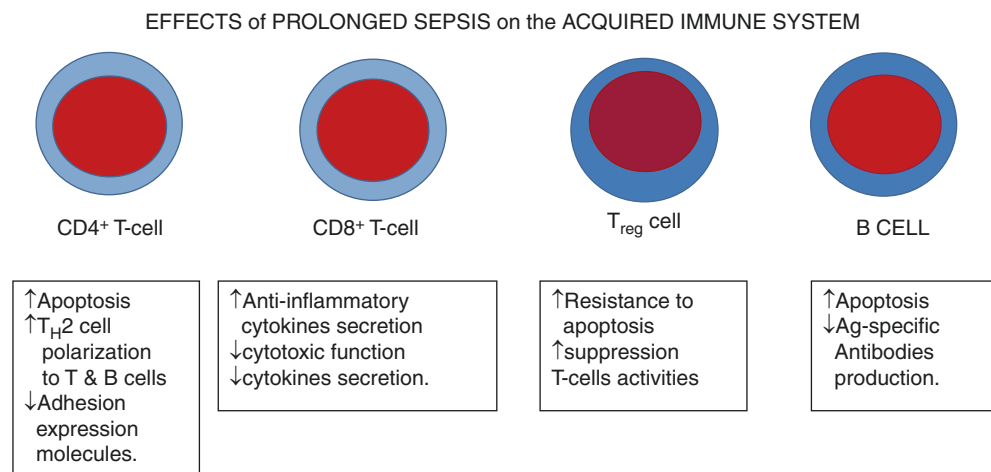 EFFECTS of PROLONGED SEPSIS on the ACQUIRED IMMUNE SYSTEM
CD4⁺ T-cell
CD8⁺ T-cell
Treg cell
B CELL
↑Apoptosis
↑TH2 cell
polarization
to T & B cells
↓Adhesion
expression
molecules.
↑Anti-inflammatory
cytokines secretion
↓cytotoxic function
↓cytokines secretion.
↑Resistance to
apoptosis
↑suppression
T-cells activities
↑Apoptosis
↓Ag-specific
Antibodies
production.